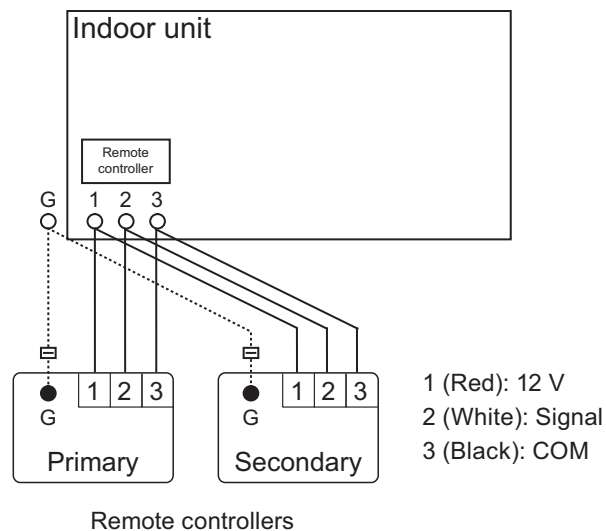 Indoor unit
Remote
controller
G 1 2 3
1 2 3
G
Primary
1 2 3
G
Secondary
1 (Red): 12 V
2 (White): Signal
3 (Black): COM
Remote controllers